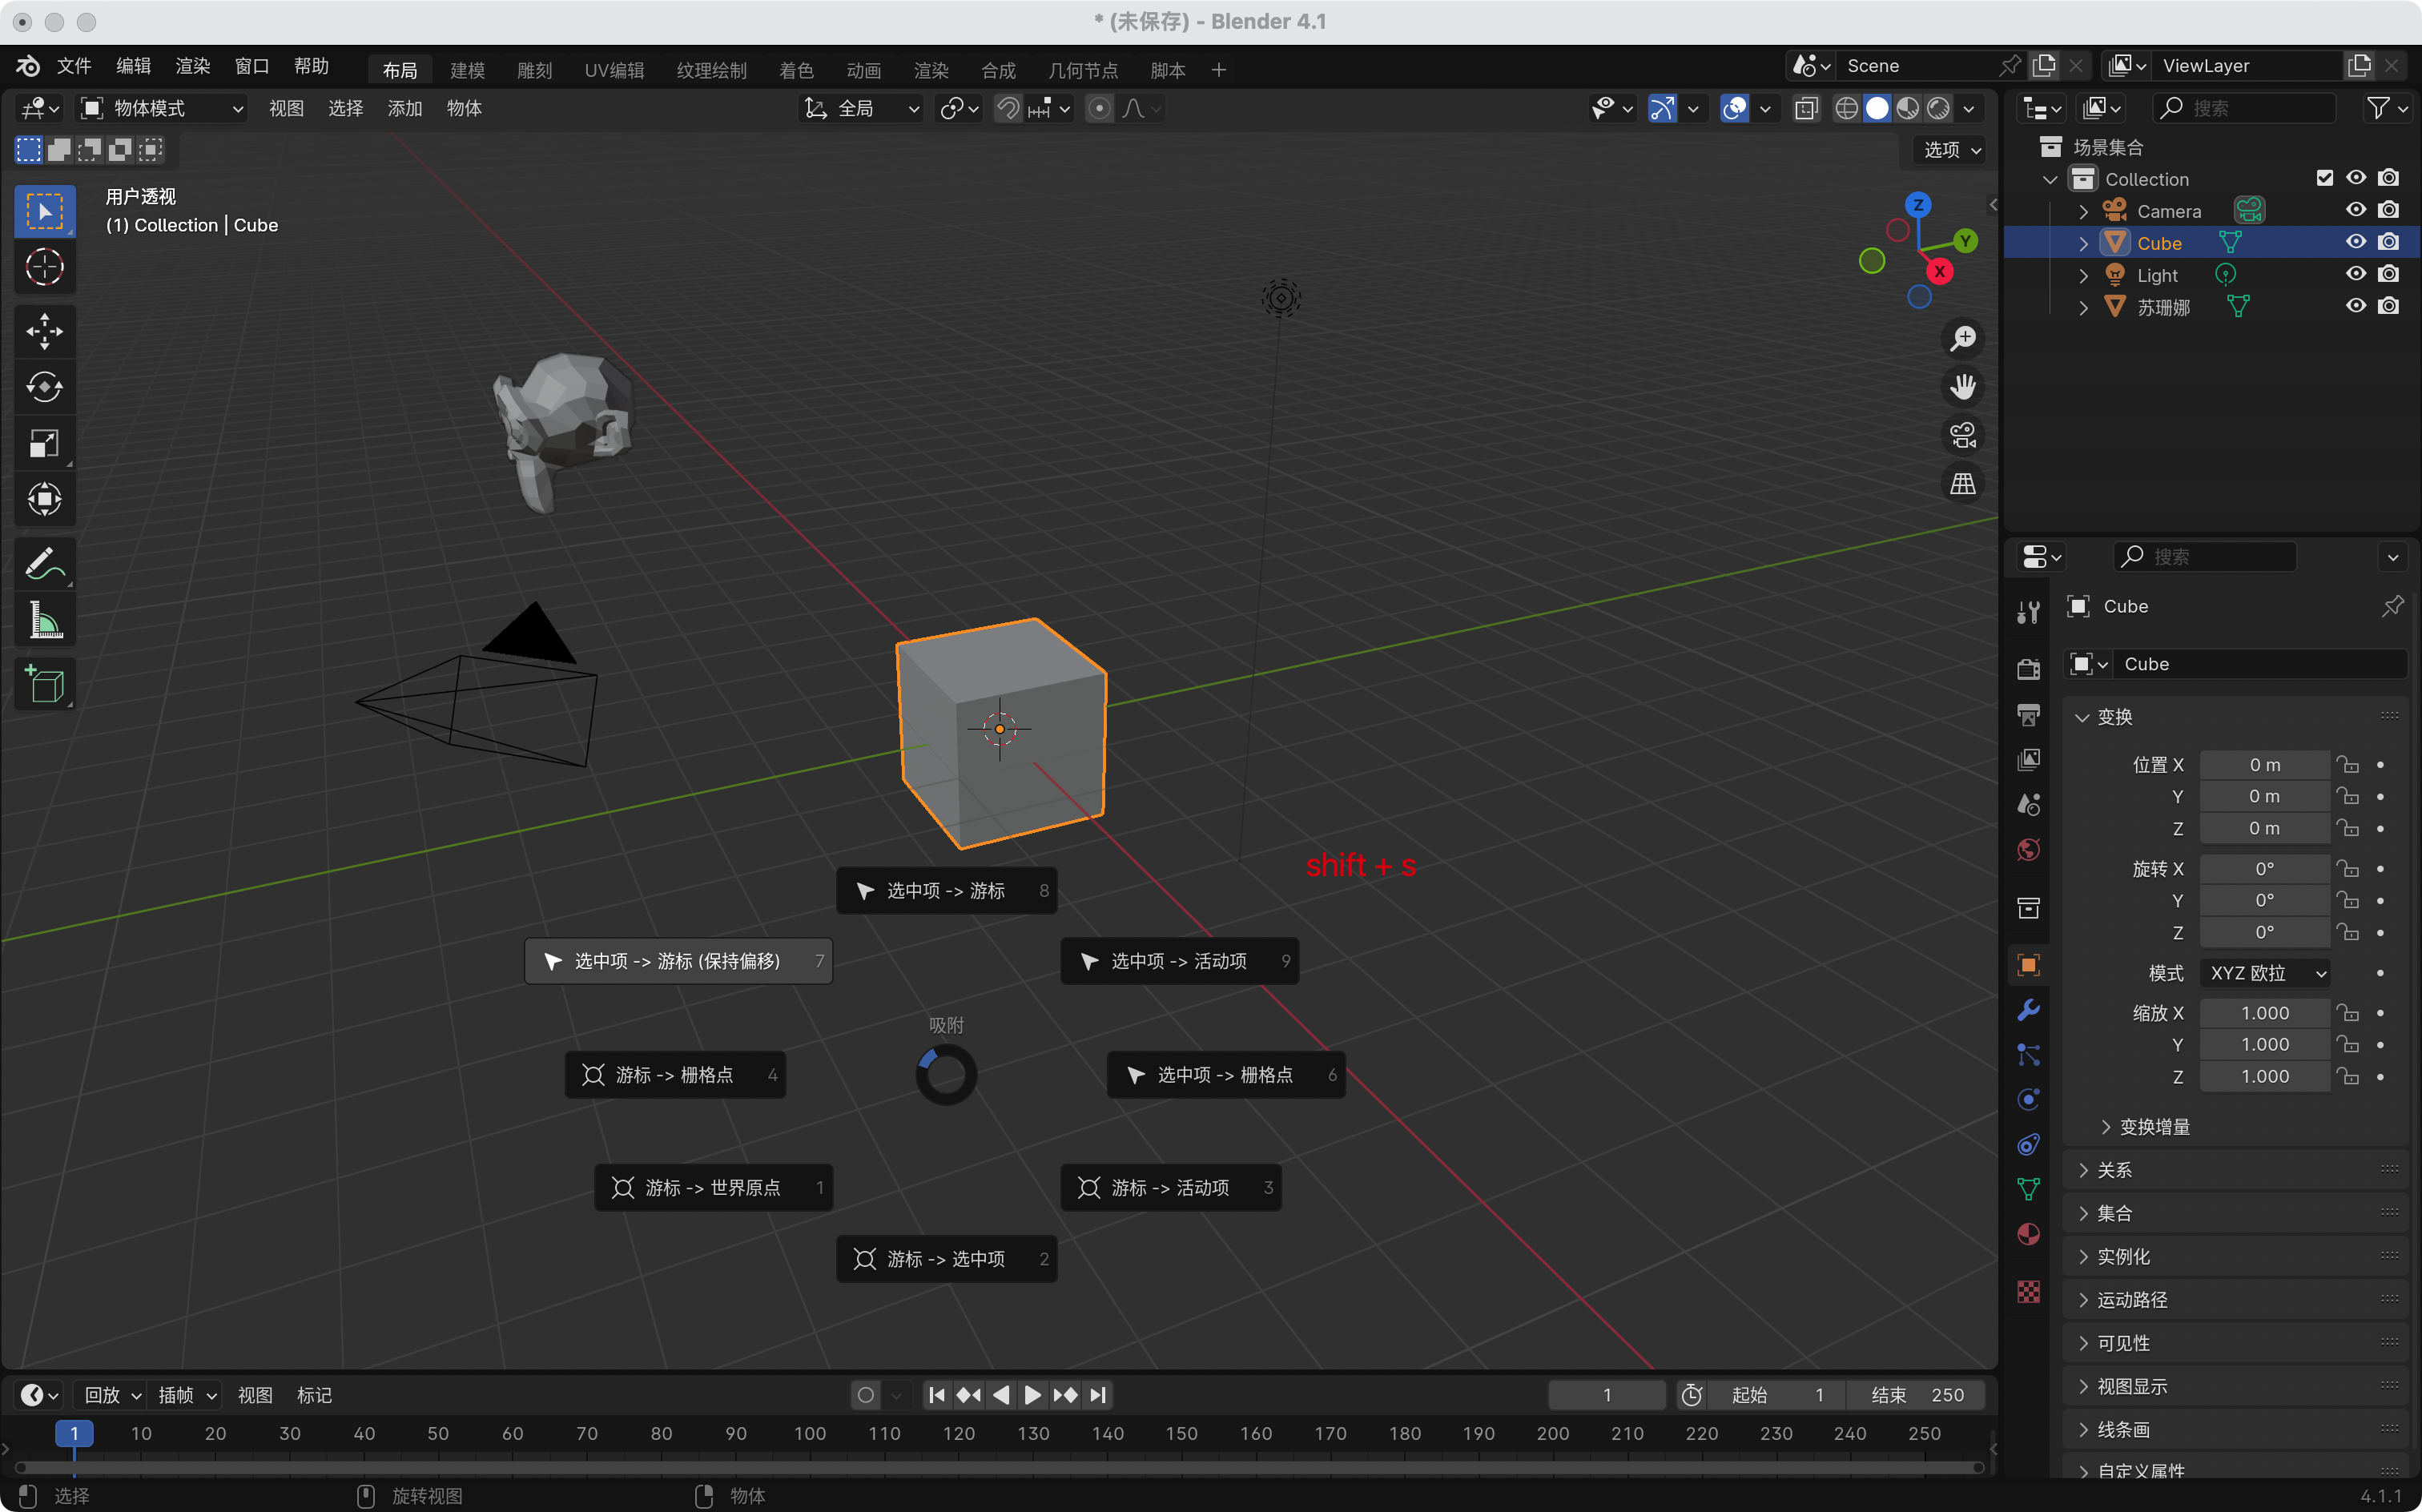 * (未保存) - Blender 4.1
文件 编辑 渲染 窗口 帮助 布局 建模 雕刻 UV编辑 纹理绘制 着色 动画 渲染 合成 几何节点 脚本 + Scene ViewLayer
物体模式 视图 选择 添加 物体 全局 搜索
选项
用户透视
(1) Collection | Cube
Z
Y
X
场景集合
Collection
Camera
Cube
Light
苏珊娜
搜索
Cube
Cube
变换
位置 X 0 m
Y 0 m
Z 0 m
旋转 X 0°
Y 0°
Z 0°
模式 XYZ 欧拉
缩放 X 1.000
Y 1.000
Z 1.000
变换增量
关系
集合
实例化
运动路径
可见性
视图显示
线条画
自定义属性
shift + s
选中项 -> 游标 8
选中项 -> 游标 (保持偏移) 7
选中项 -> 活动项 9
吸附
游标 -> 栅格点 4
选中项 -> 栅格点 6
游标 -> 世界原点 1
游标 -> 活动项 3
游标 -> 选中项 2
回放 插帧 视图 标记 1 起始 1 结束 250
1 10 20 30 40 50 60 70 80 90 100 110 120 130 140 150 160 170 180 190 200 210 220 230 240 250
选择 旋转视图 物体 4.1.1